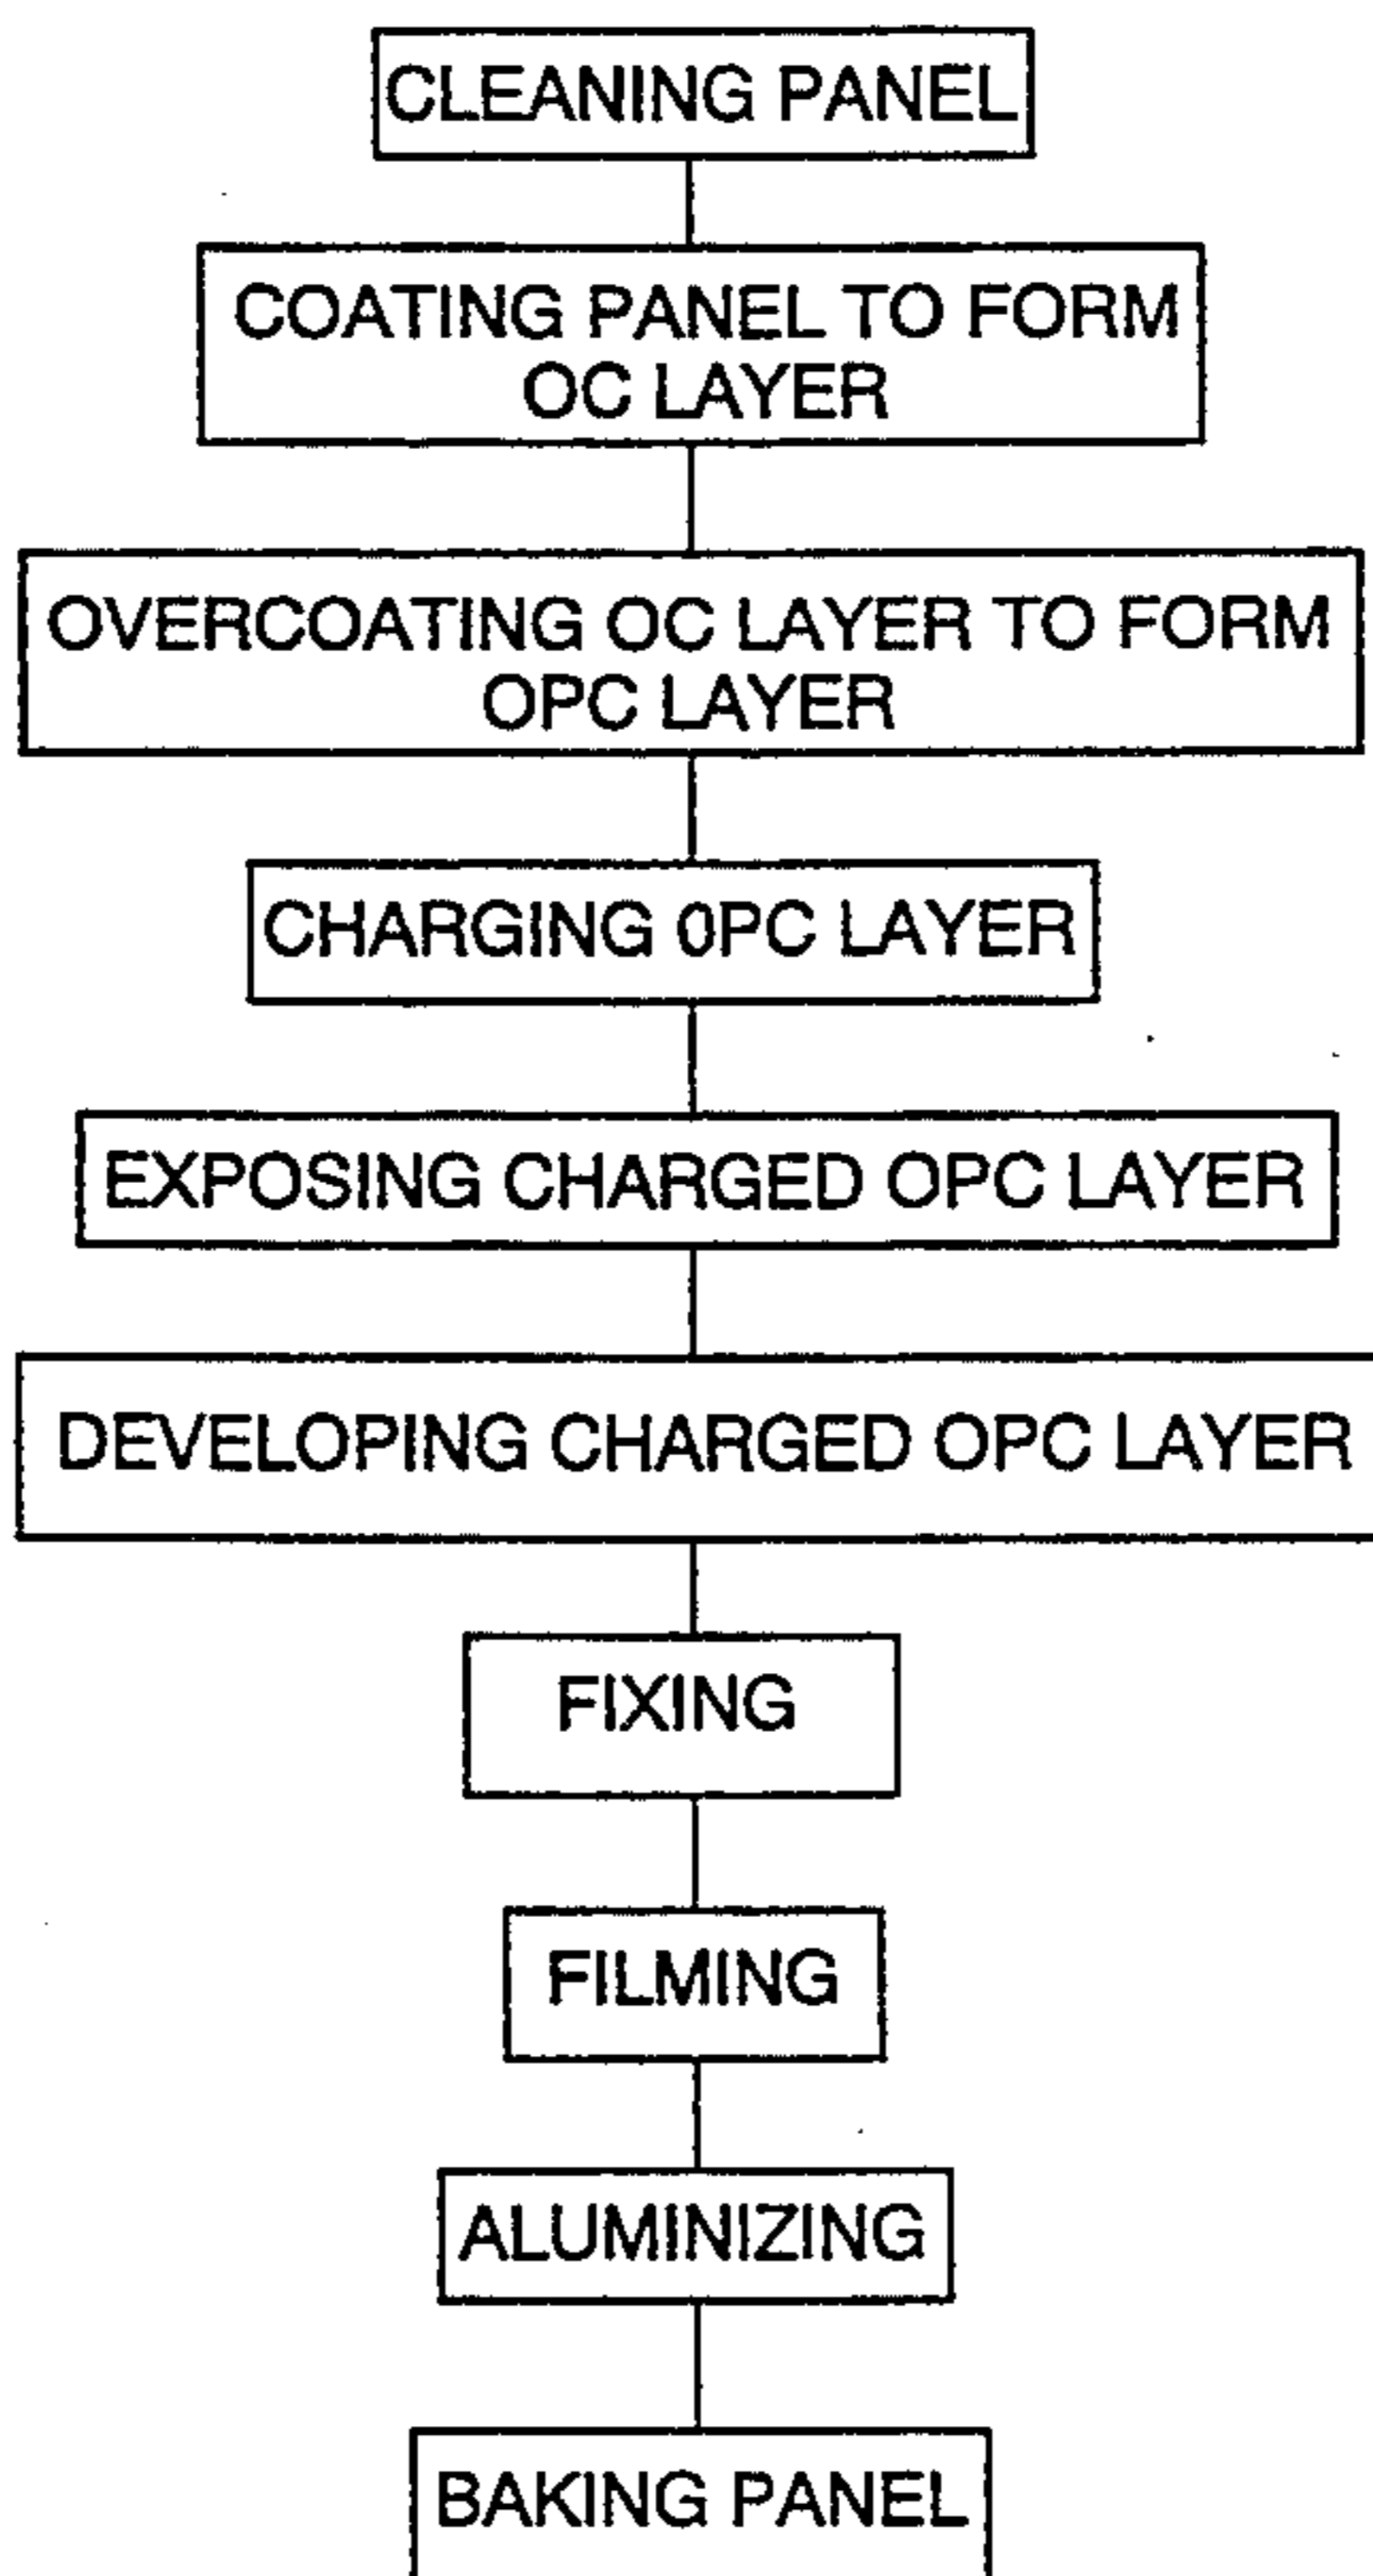 CLEANING PANEL
COATING PANEL TO FORM
OC LAYER
OVERCOATING OC LAYER TO FORM
OPC LAYER
CHARGING 0PC LAYER
EXPOSING CHARGED OPC LAYER
DEVELOPING CHARGED OPC LAYER
FIXING
FILMING
ALUMINIZING
BAKING PANEL